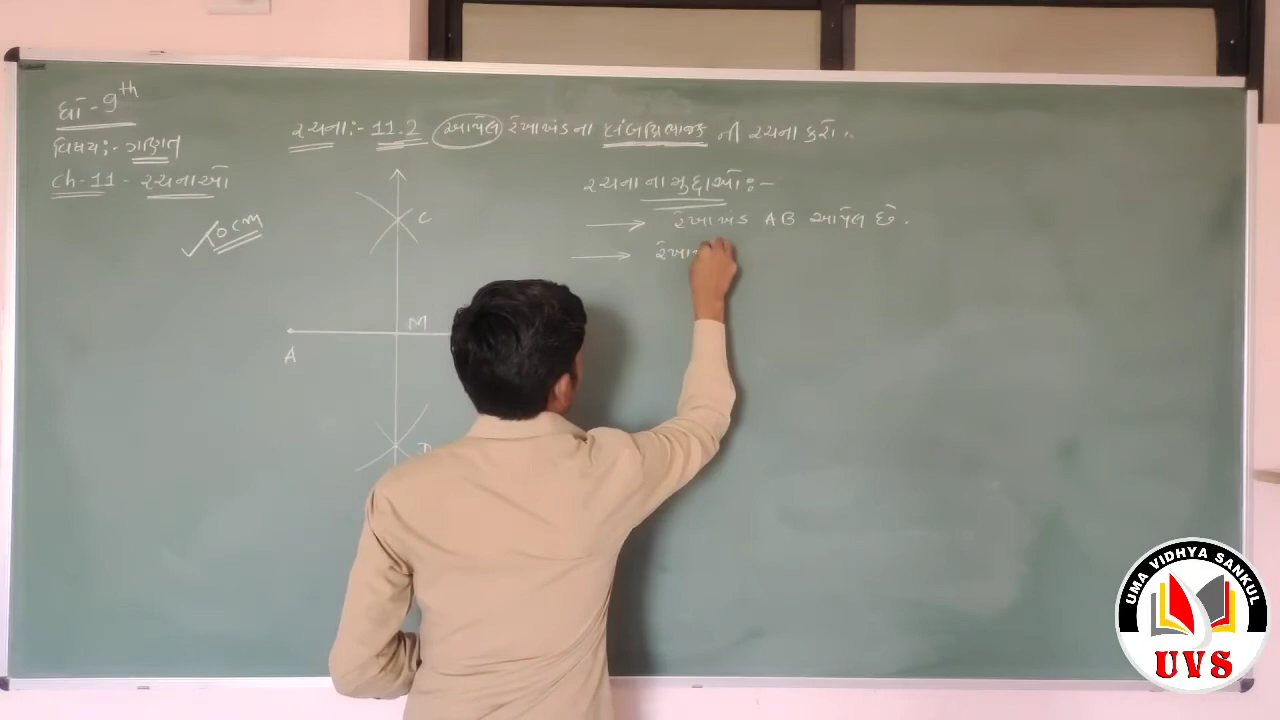 ધો - 9th
વિષય:- ગણિત
ch-11 - રચનાઓ
10 cm
રચના:- 11.2 આપેલ રેખાખંડના લંબદ્વિભાજક ની રચના કરો.
રચના ના મુદ્દાઓ:-
→ રેખાખંડ AB આપેલ છે.
→ રેખા
C
M
A
D
UMA VIDHYA SANKUL
UVS